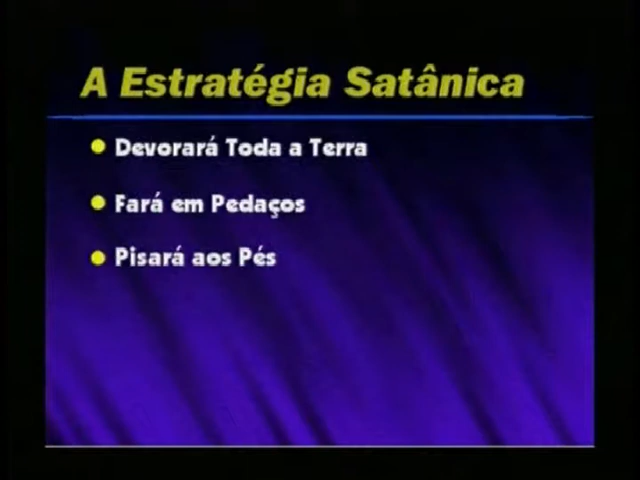 A Estratégia Satânica
Devorará Toda a Terra
Fará em Pedaços
Pisará aos Pés